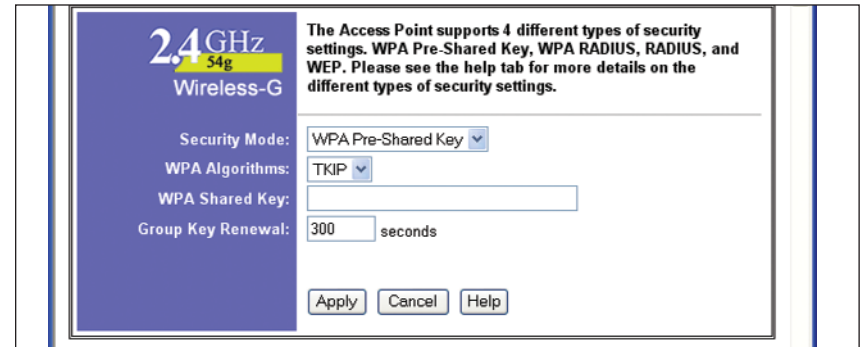 2.4GHz
54g
Wireless-G
The Access Point supports 4 different types of security
settings. WPA Pre-Shared Key, WPA RADIUS, RADIUS, and
WEP. Please see the help tab for more details on the
different types of security settings.
Security Mode: WPA Pre-Shared Key
WPA Algorithms: TKIP
WPA Shared Key:
Group Key Renewal: 300 seconds
Apply Cancel Help